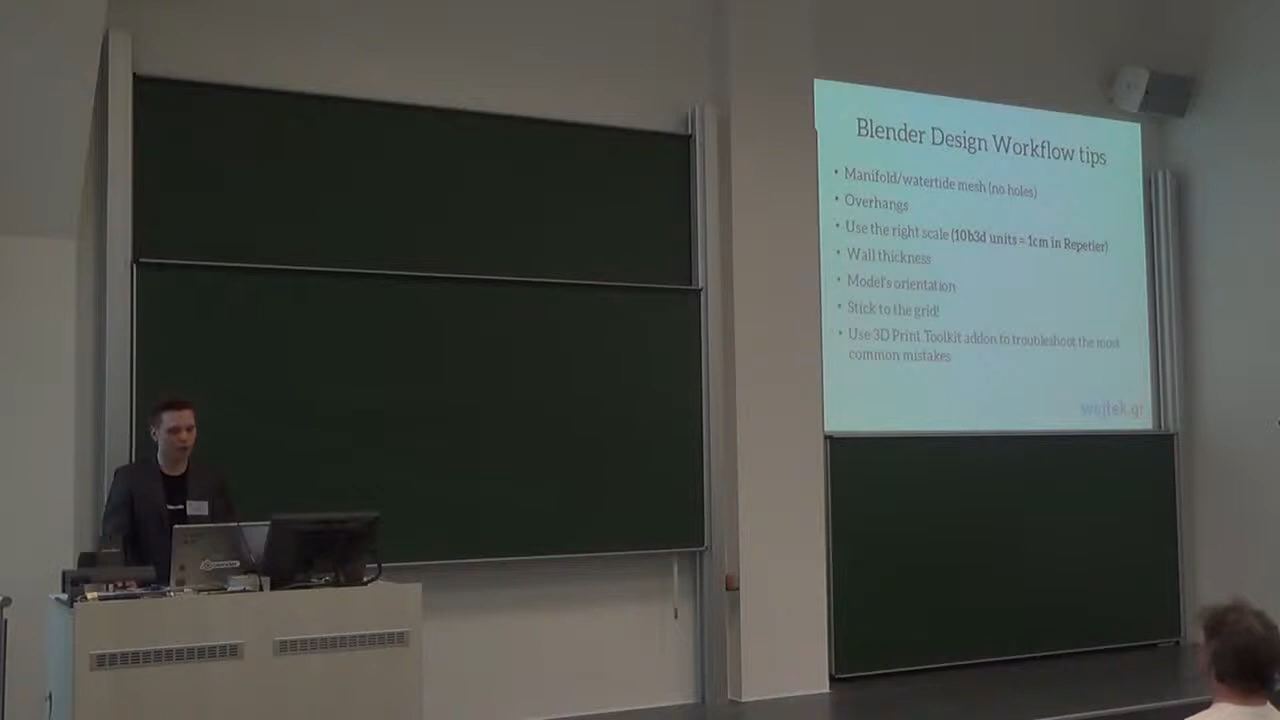 Blender Design Workflow tips
• Manifold/watertide mesh (no holes)
• Overhangs
• Use the right scale (10b3d units = 1cm in Repetier)
• Wall thickness
• Model's orientation
• Stick to the grid!
• Use 3D Print Toolkit addon to troubleshoot the most
common mistakes
wojtek.gr